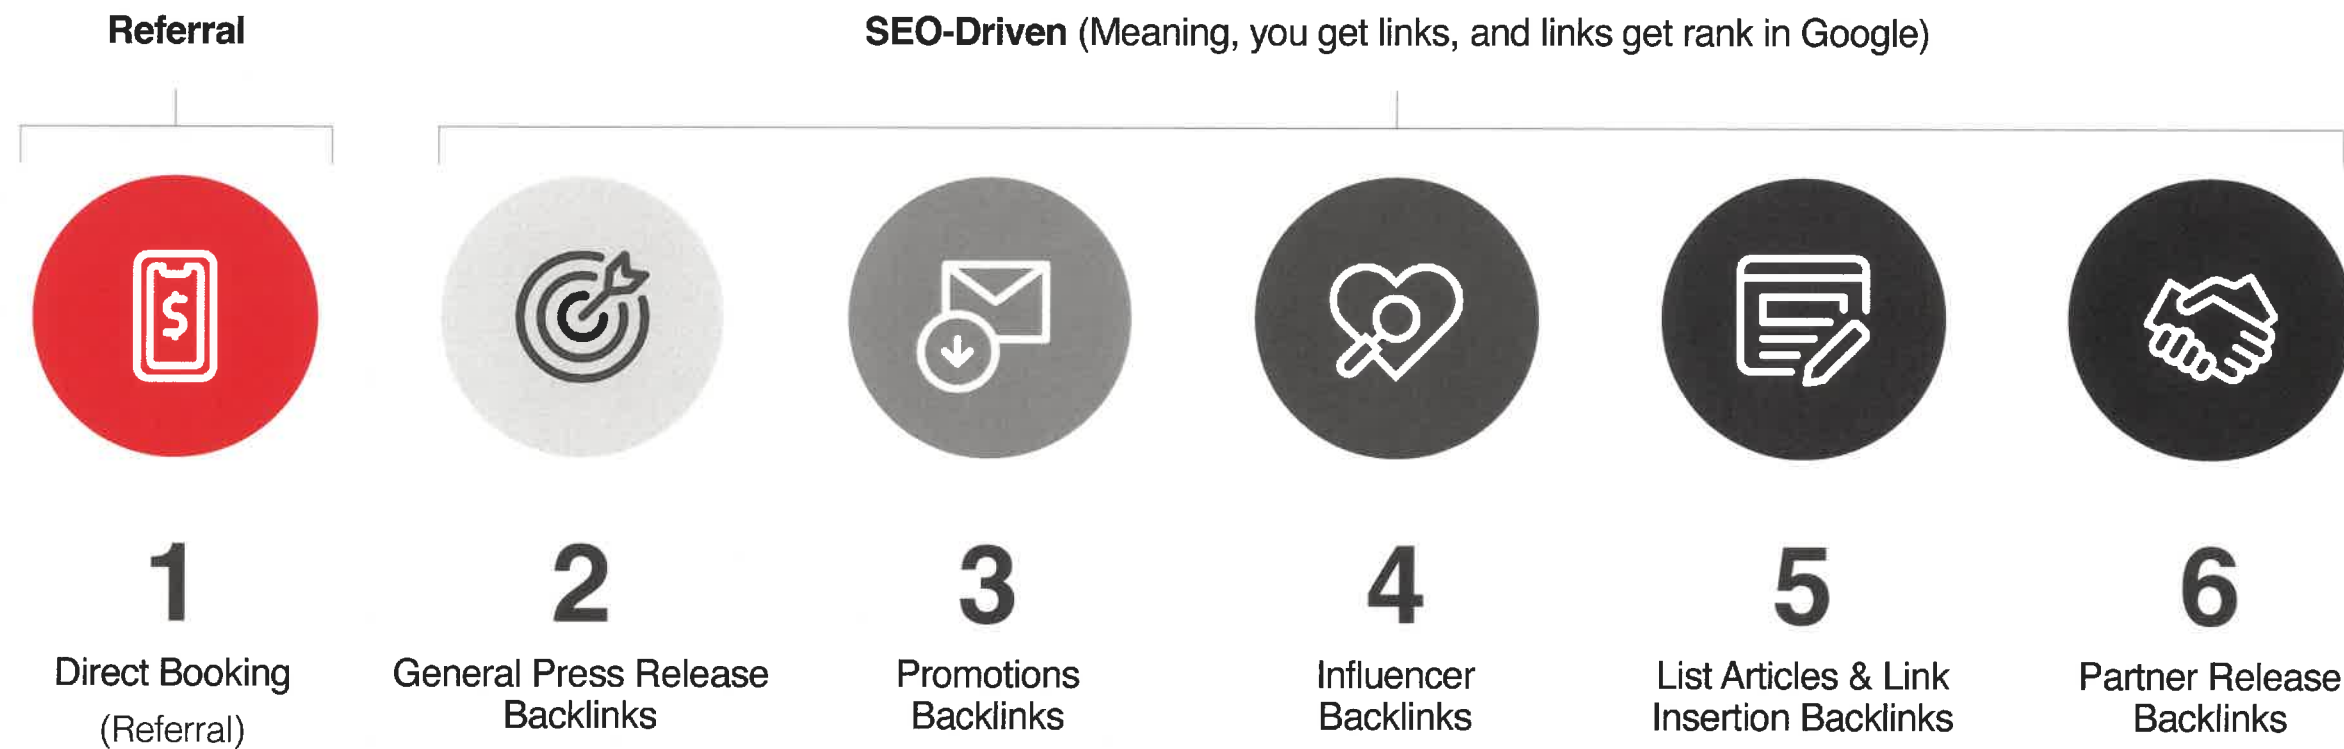 Referral
SEO-Driven (Meaning, you get links, and links get rank in Google)
$
1
Direct Booking
(Referral)
2
General Press Release
Backlinks
3
Promotions
Backlinks
4
Influencer
Backlinks
5
List Articles & Link
Insertion Backlinks
6
Partner Release
Backlinks